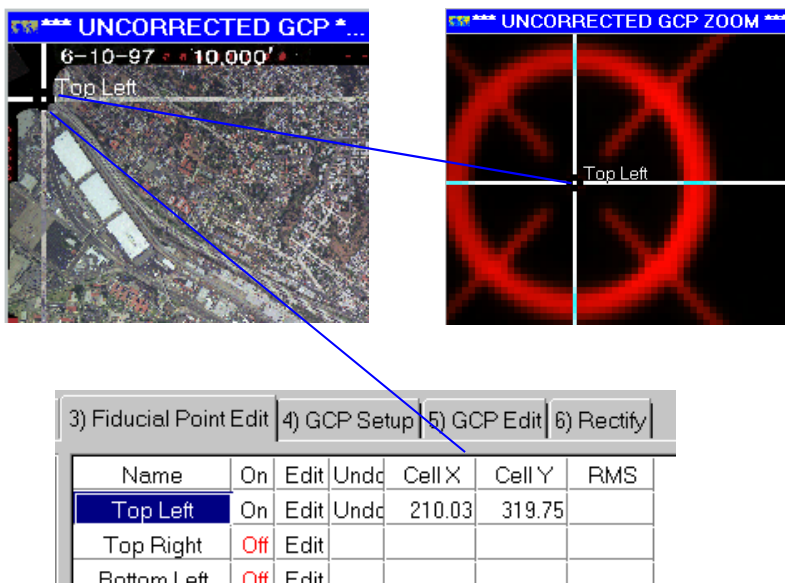 *** UNCORRECTED GCP *...
6-10-97 10,000'
Top Left
*** UNCORRECTED GCP ZOOM ***
Top Left
3) Fiducial Point Edit 4) GCP Setup 5) GCP Edit 6) Rectify
Name On Edit Undo Cell X Cell Y RMS
Top Left On Edit Undo 210.03 319.75
Top Right Off Edit
Bottom Left Off Edit